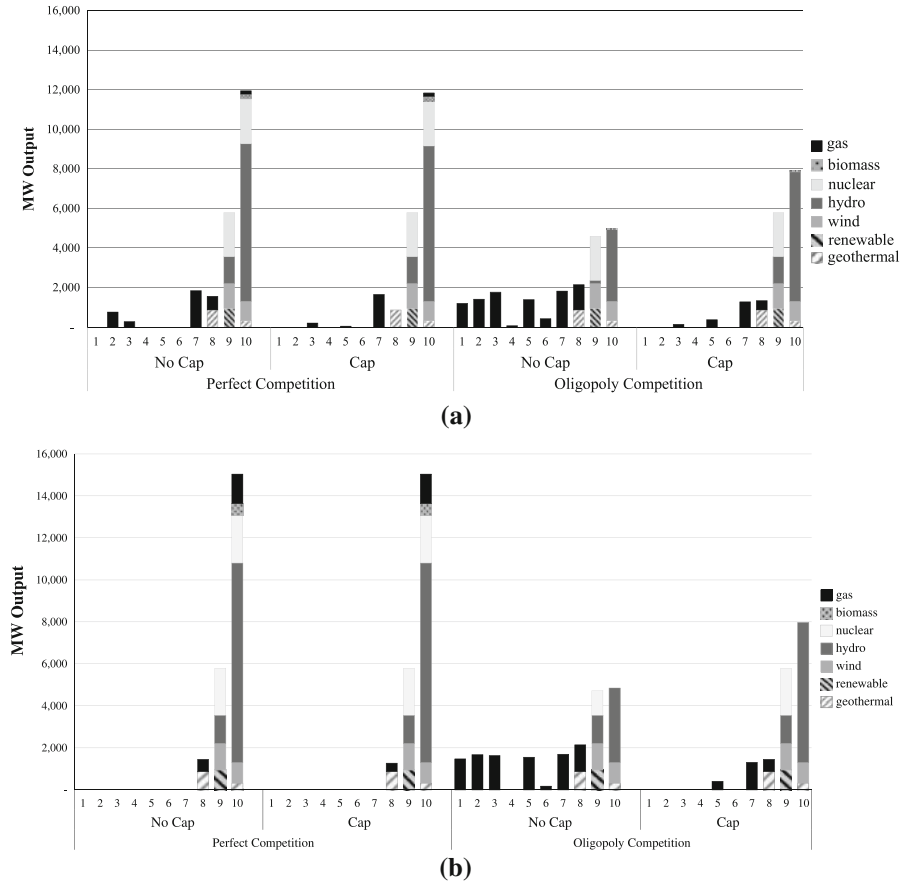 16,000
14,000
12,000
10,000
8,000
6,000
4,000
2,000
-
MW Output
gas
biomass
nuclear
hydro
wind
renewable
geothermal
1 2 3 4 5 6 7 8 9 10 1 2 3 4 5 6 7 8 9 10 1 2 3 4 5 6 7 8 9 10 1 2 3 4 5 6 7 8 9 10
No Cap Cap No Cap Cap
Perfect Competition Oligopoly Competition
(a)
16,000
14,000
12,000
10,000
8,000
6,000
4,000
2,000
-
MW Output
gas
biomass
nuclear
hydro
wind
renewable
geothermal
1 2 3 4 5 6 7 8 9 10 1 2 3 4 5 6 7 8 9 10 1 2 3 4 5 6 7 8 9 10 1 2 3 4 5 6 7 8 9 10
No Cap Cap No Cap Cap
Perfect Competition Oligopoly Competition
(b)